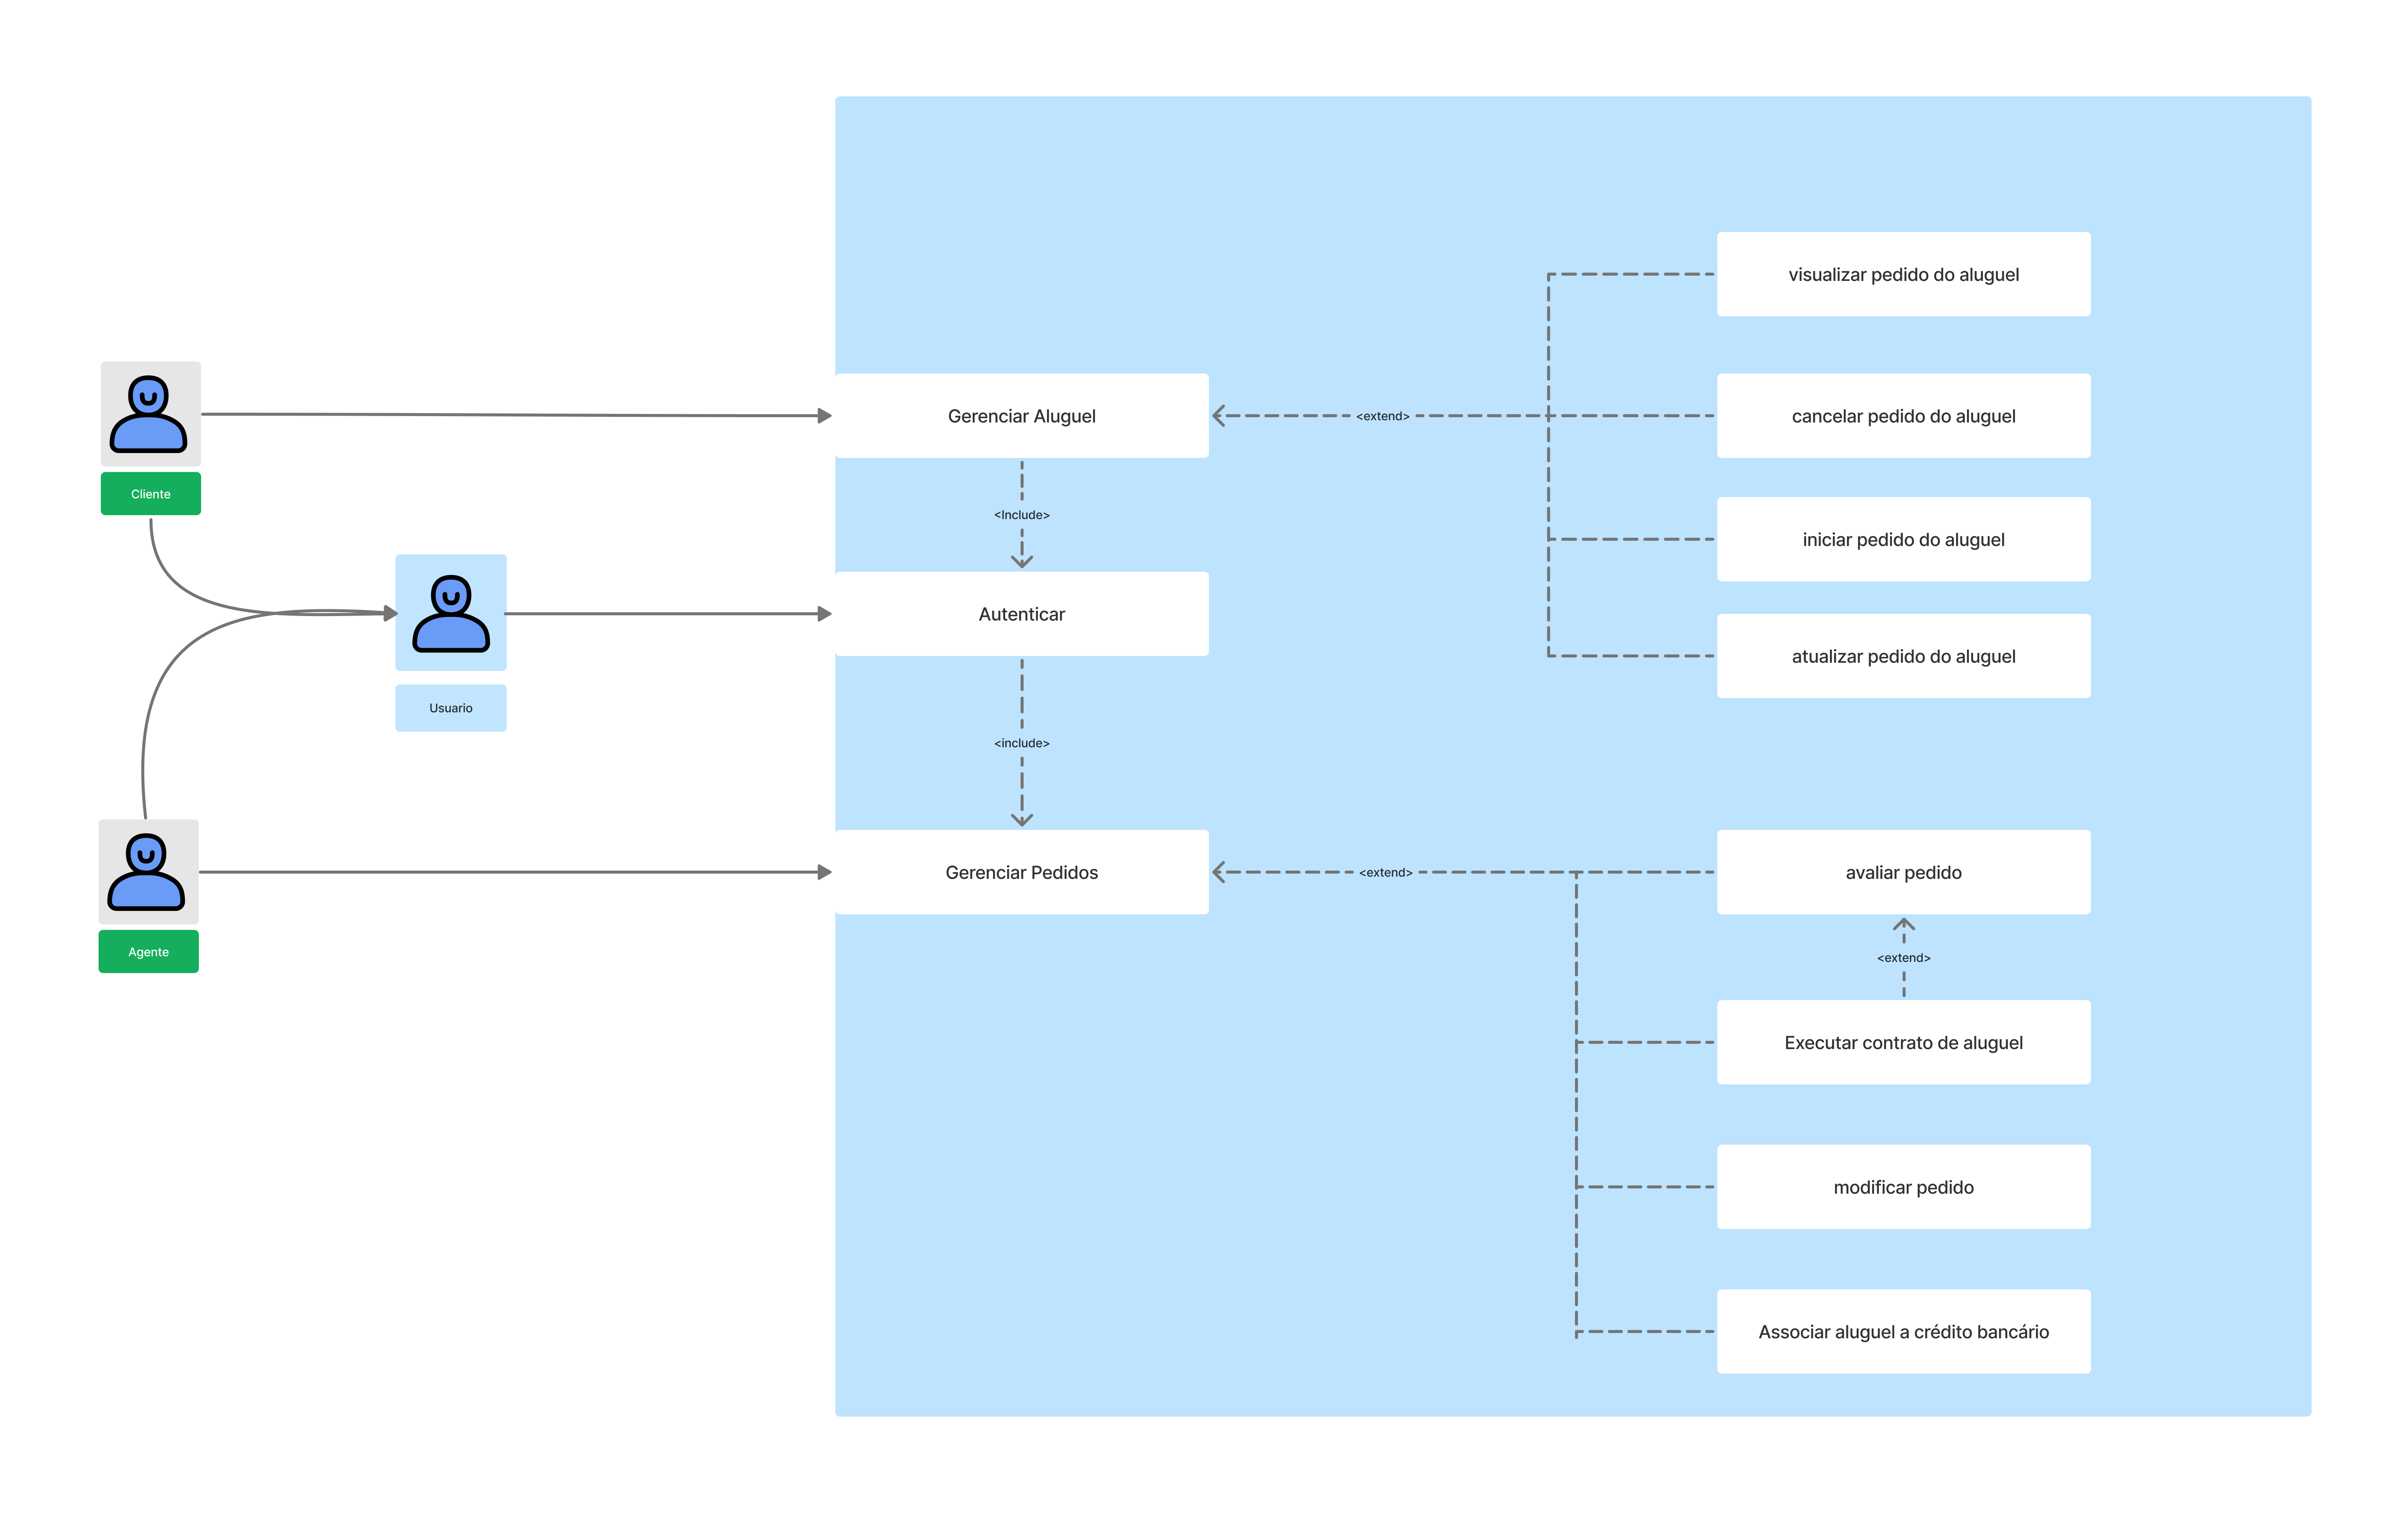 visualizar pedido do aluguel
Gerenciar Aluguel
<extend>
cancelar pedido do aluguel
Cliente
<Include>
iniciar pedido do aluguel
Autenticar
atualizar pedido do aluguel
Usuario
<include>
Gerenciar Pedidos
<extend>
avaliar pedido
Agente
<extend>
Executar contrato de aluguel
modificar pedido
Associar aluguel a crédito bancário